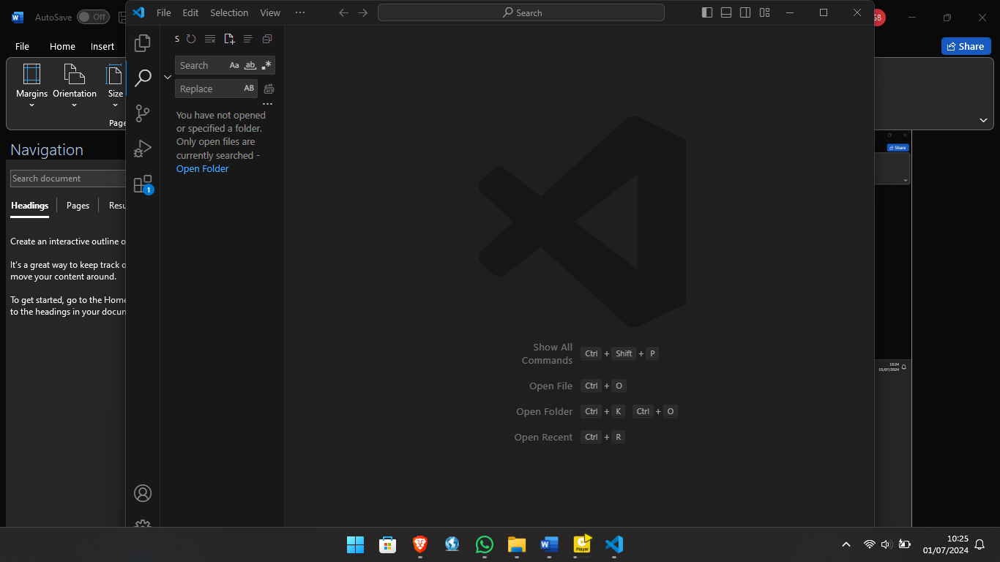 AutoSave Off
File Edit Selection View ...
Search
GB
File Home Insert
Share
Margins Orientation Size
Page
Navigation
Search document
Headings Pages Resu
Create an interactive outline o
It's a great way to keep track o
move your content around.
To get started, go to the Home
to the headings in your docun
S
Search Aa ab .*
Replace AB
...
You have not opened
or specified a folder.
Only open files are
currently searched -
Open Folder
1
Show All
Commands Ctrl + Shift + P
Open File Ctrl + O
Open Folder Ctrl + K Ctrl + O
Open Recent Ctrl + R
Share
10:24
01/07/2024
W
C
Player
10:25
01/07/2024